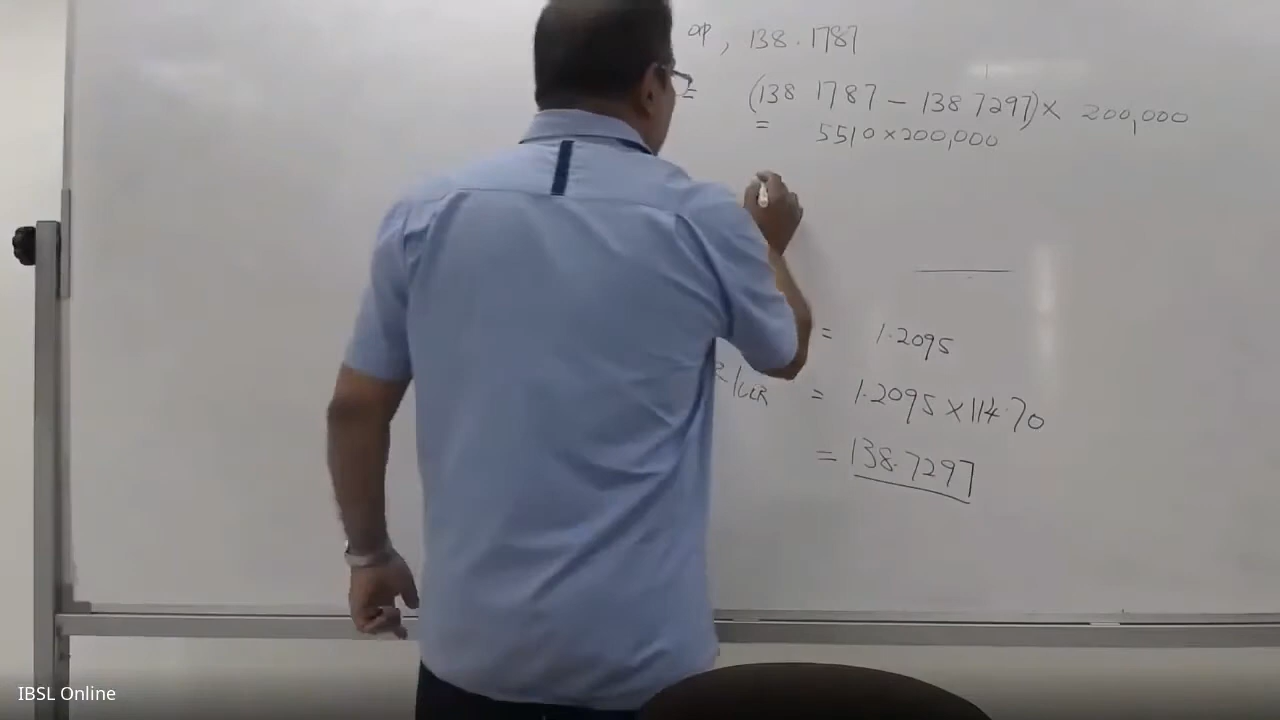 op, 138.1787
= (138 1787 - 138 7297) × 200,000
= 5510 × 200,000
= 1.2095
= 1.2095 × 114.70
= 138.7297
IBSL Online